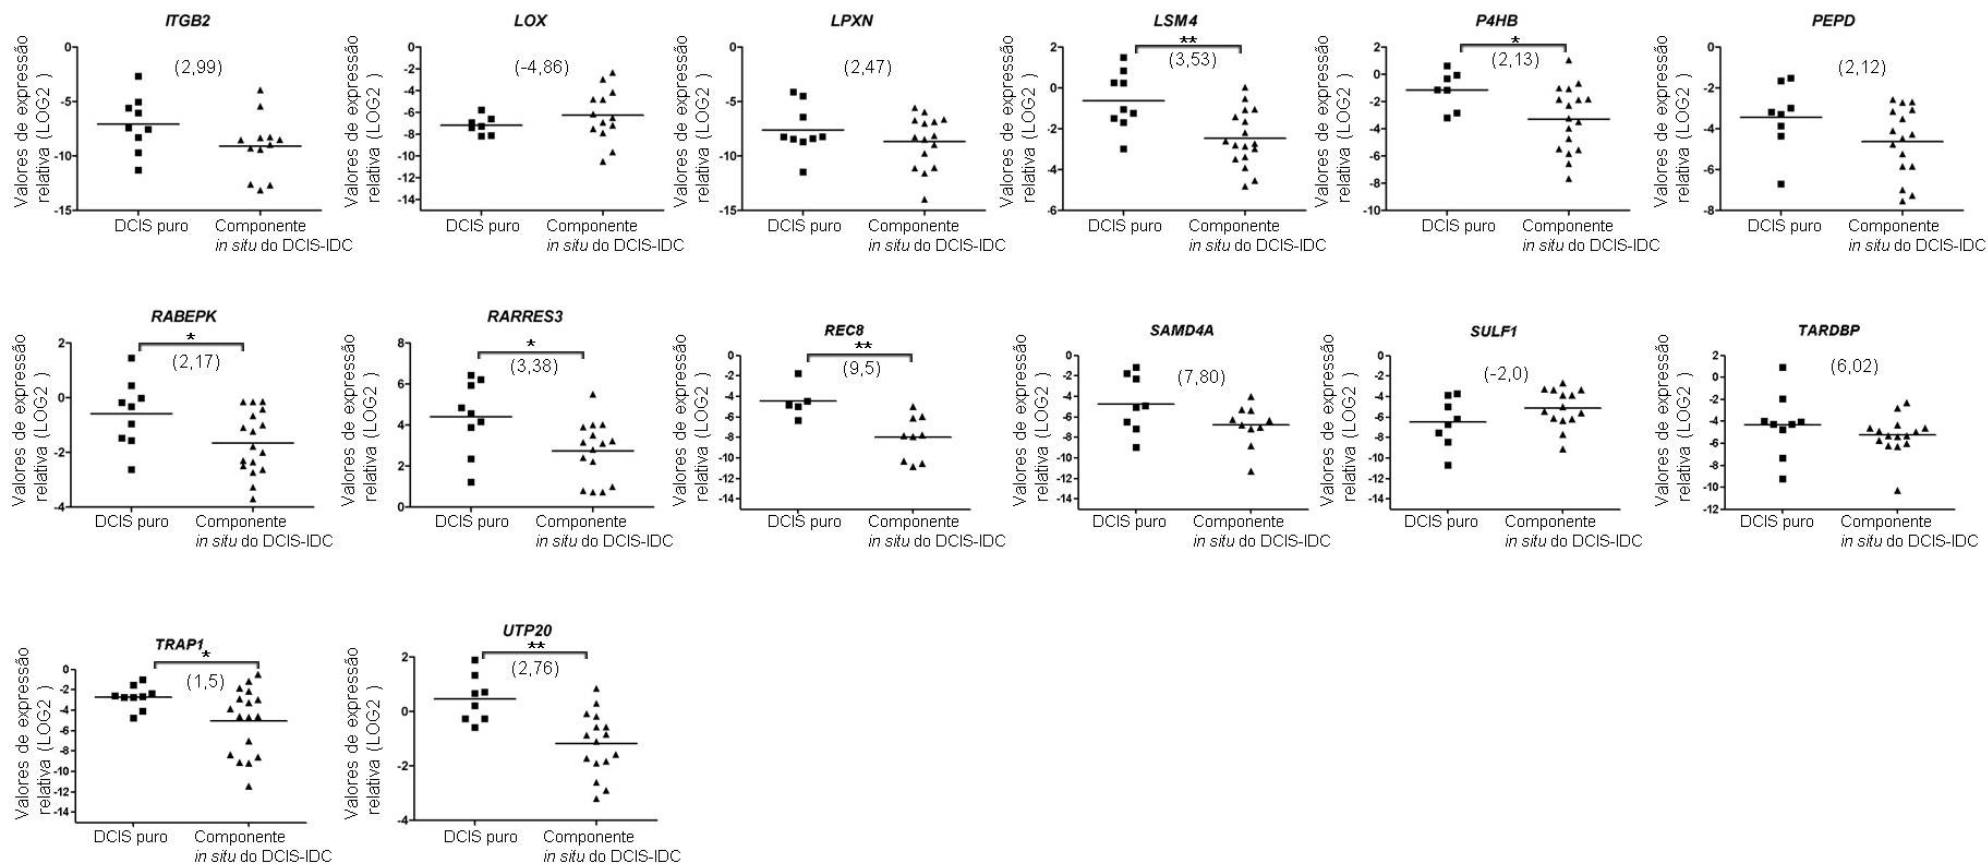 ITGB2
Valores de expressão
relativa (LOG2 )
0
-5
-10
-15
(2,99)
DCIS puro
Componente
in situ do DCIS-IDC
LOX
Valores de expressão
relativa (LOG2 )
0
-2
-4
-6
-8
-10
-12
-14
(-4,86)
DCIS puro
Componente
in situ do DCIS-IDC
LPXN
Valores de expressão
relativa (LOG2 )
0
-5
-10
-15
(2,47)
DCIS puro
Componente
in situ do DCIS-IDC
LSM4
Valores de expressão
relativa (LOG2 )
2
0
-2
-4
-6
**
(3,53)
DCIS puro
Componente
in situ do DCIS-IDC
P4HB
Valores de expressão
relativa (LOG2 )
2
0
-2
-4
-6
-8
-10
*
(2,13)
DCIS puro
Componente
in situ do DCIS-IDC
PEPD
Valores de expressão
relativa (LOG2 )
0
-2
-4
-6
-8
(2,12)
DCIS puro
Componente
in situ do DCIS-IDC
RABEPK
Valores de expressão
relativa (LOG2 )
2
0
-2
-4
*
(2,17)
DCIS puro
Componente
in situ do DCIS-IDC
RARRES3
Valores de expressão
relativa (LOG2 )
8
6
4
2
0
*
(3,38)
DCIS puro
Componente
in situ do DCIS-IDC
REC8
Valores de expressão
relativa (LOG2 )
0
-2
-4
-6
-8
-10
-12
-14
**
(9,5)
DCIS puro
Componente
in situ do DCIS-IDC
SAMD4A
Valores de expressão
relativa (LOG2 )
0
-2
-4
-6
-8
-10
-12
-14
(7,80)
DCIS puro
Componente
in situ do DCIS-IDC
SULF1
Valores de expressão
relativa (LOG2 )
0
-2
-4
-6
-8
-10
-12
-14
(-2,0)
DCIS puro
Componente
in situ do DCIS-IDC
TARDBP
Valores de expressão
relativa (LOG2 )
2
0
-2
-4
-6
-8
-10
-12
(6,02)
DCIS puro
Componente
in situ do DCIS-IDC
TRAP1
Valores de expressão
relativa (LOG2 )
0
-2
-4
-6
-8
-10
-12
-14
*
(1,5)
DCIS puro
Componente
in situ do DCIS-IDC
UTP20
Valores de expressão
relativa (LOG2 )
2
0
-2
-4
**
(2,76)
DCIS puro
Componente
in situ do DCIS-IDC